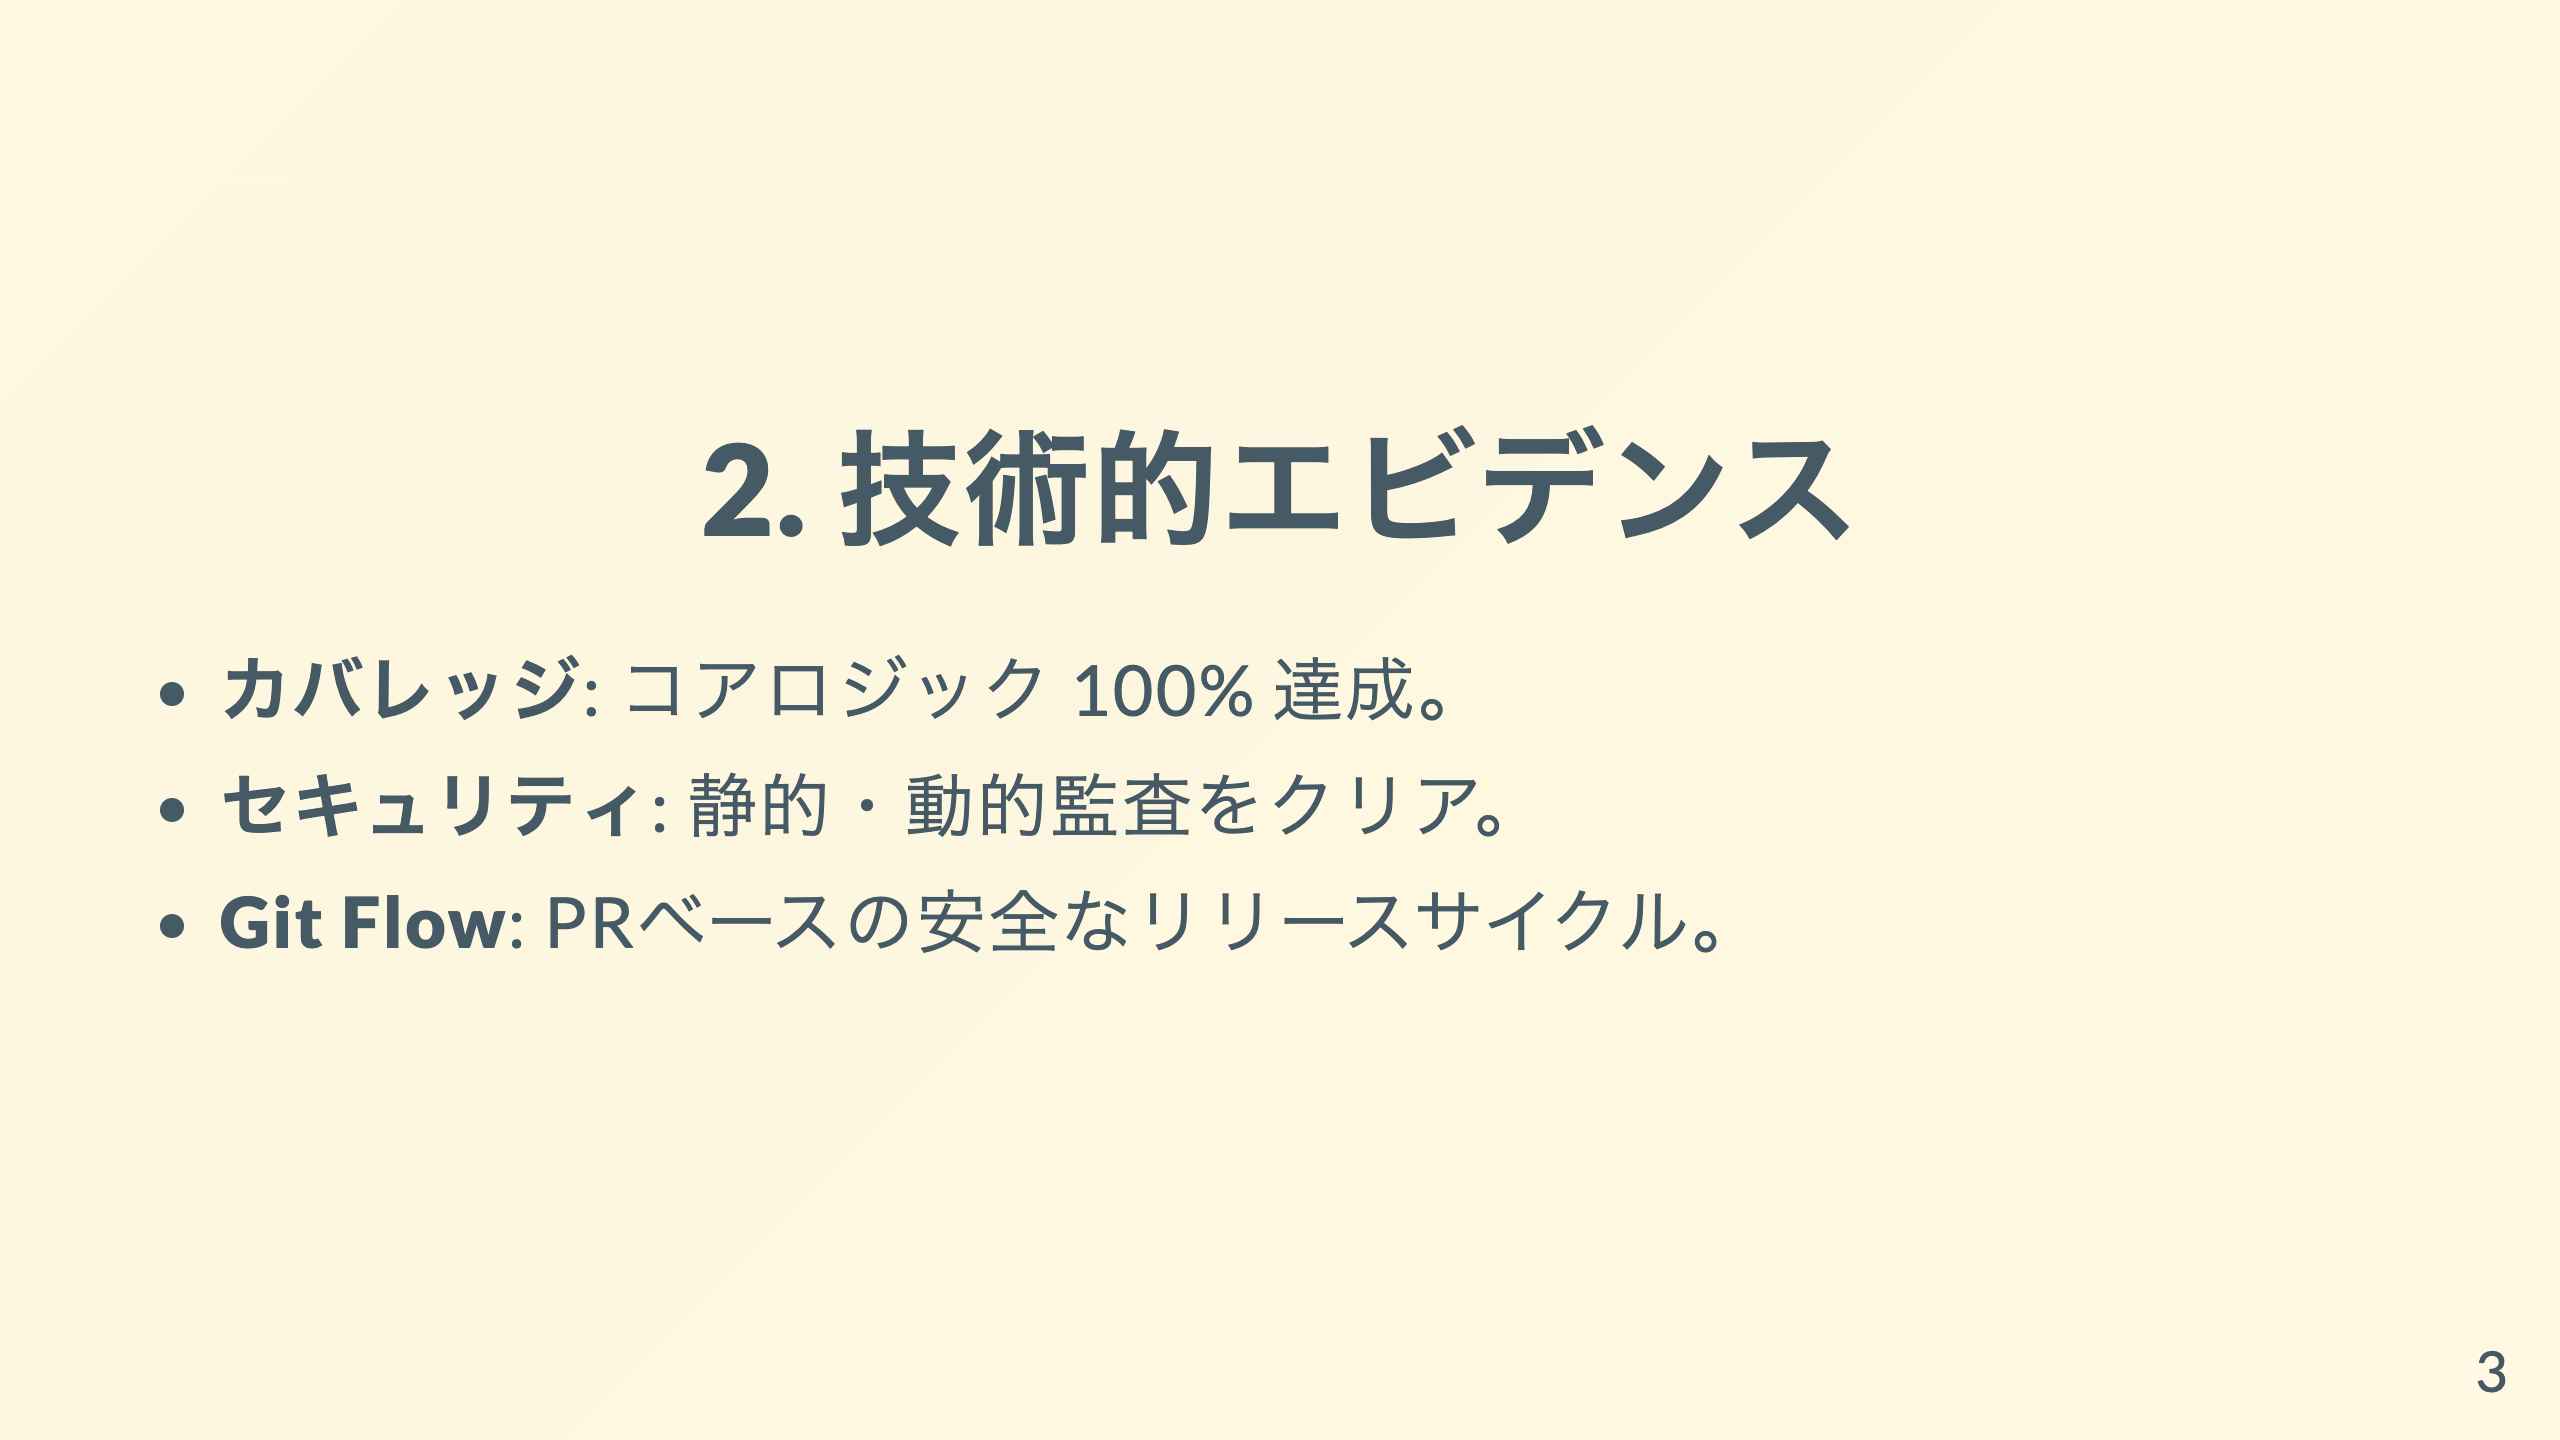 2. 技術的エビデンス
• カバレッジ: コアロジック 100% 達成。
• セキュリティ: 静的・動的監査をクリア。
• Git Flow: PRベースの安全なリリースサイクル。
3